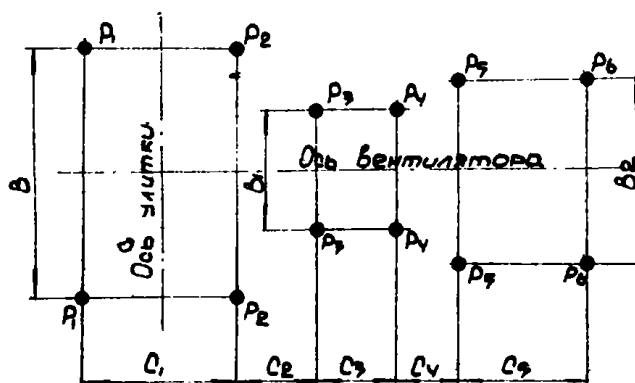 P1 P2
P5 P6
P3 P4
Ось вентилятора
B
Ось улитки
B1
B2
P3 P4
P5 P6
P1 P2
C1 C2 C3 C4 C5